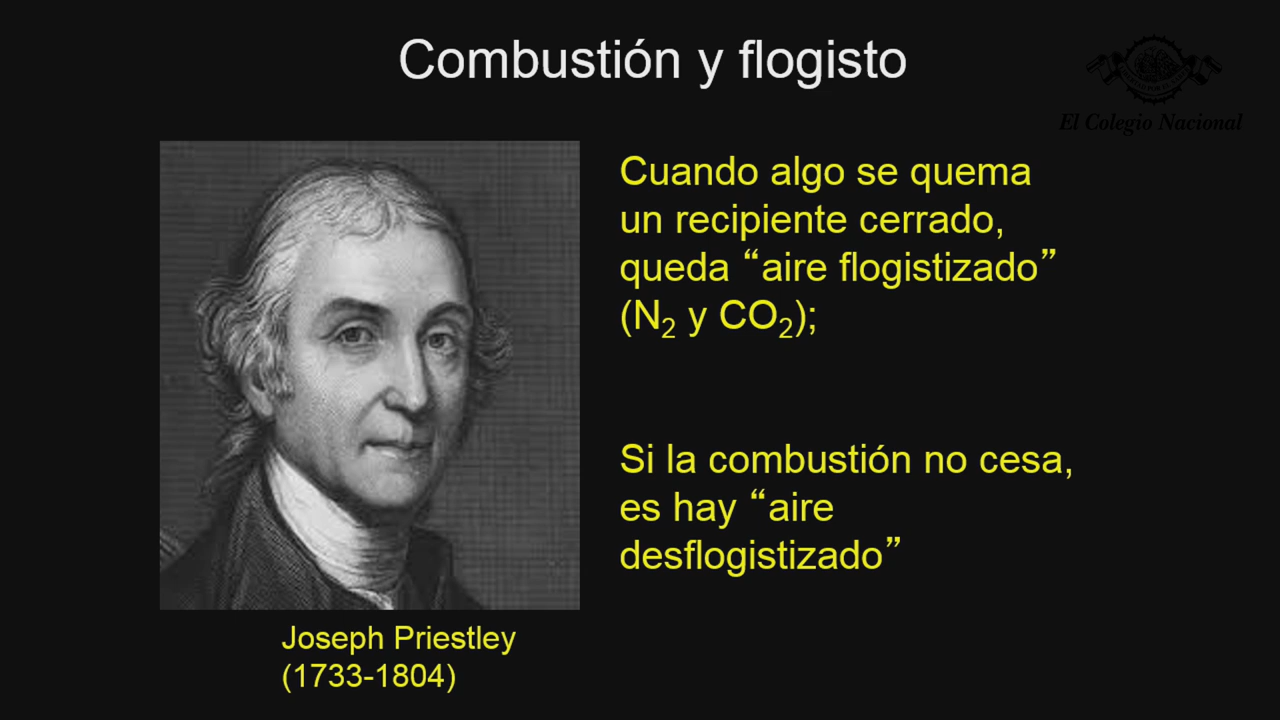 Combustión y flogisto
El Colegio Nacional
Cuando algo se quema
un recipiente cerrado,
queda “aire flogistizado”
(N₂ y CO₂);
Si la combustión no cesa,
es hay “aire
desflogistizado”
Joseph Priestley
(1733-1804)